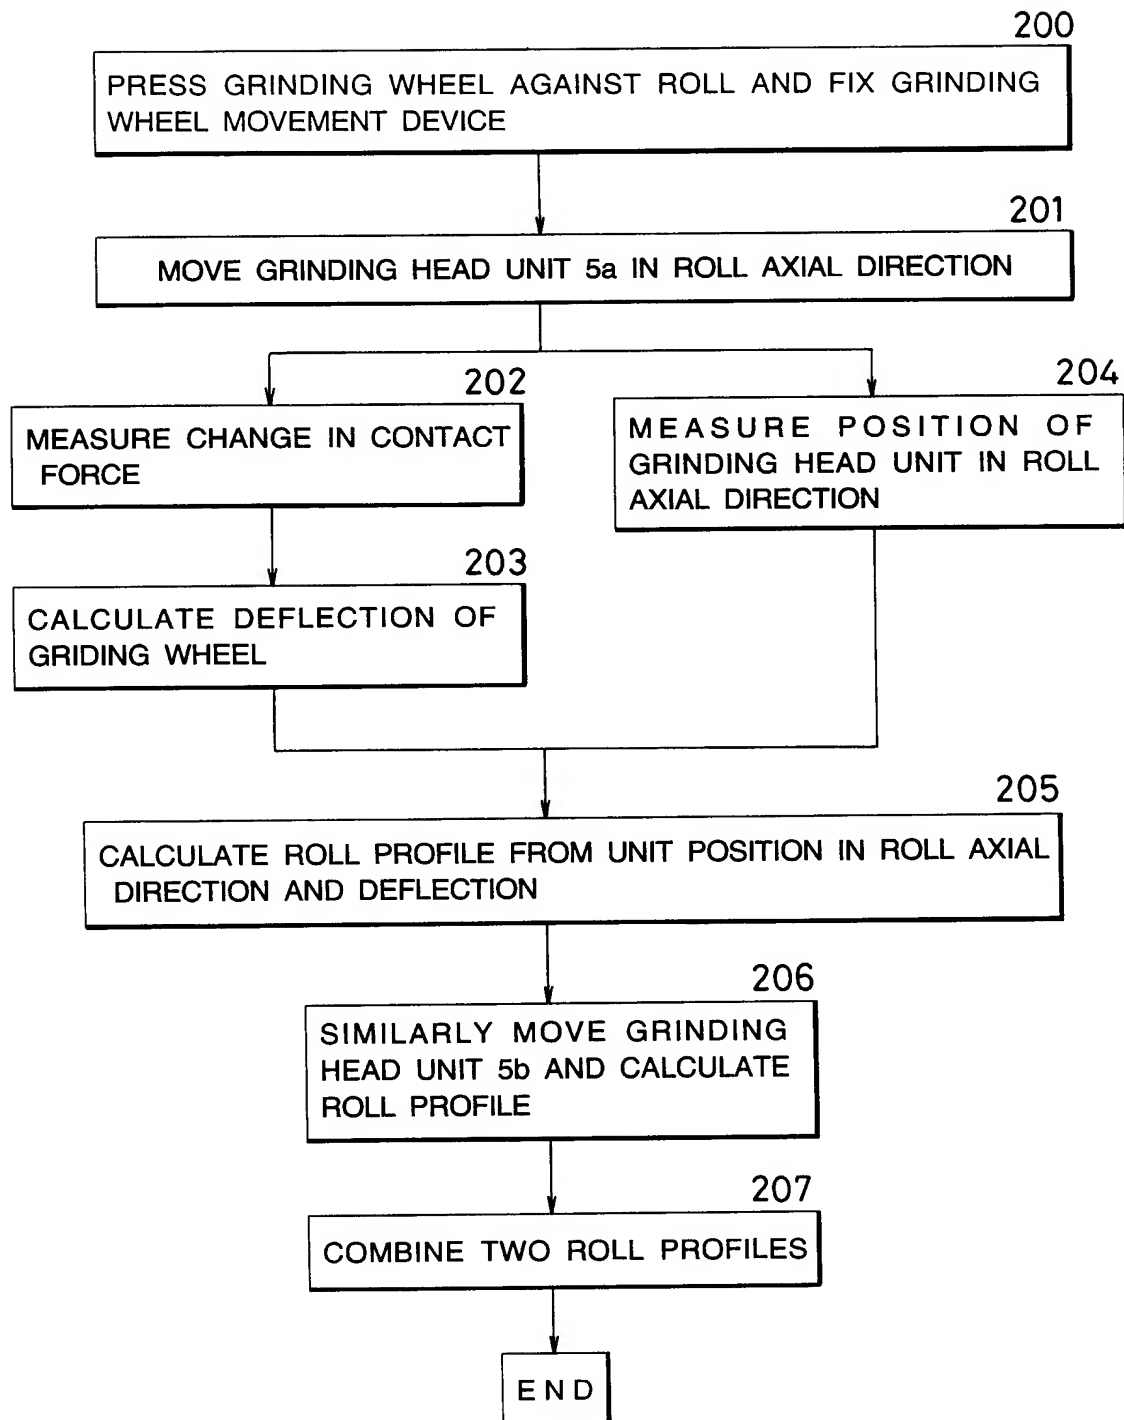 200
PRESS GRINDING WHEEL AGAINST ROLL AND FIX GRINDING
WHEEL MOVEMENT DEVICE
201
MOVE GRINDING HEAD UNIT 5a IN ROLL AXIAL DIRECTION
202
MEASURE CHANGE IN CONTACT
FORCE
204
MEASURE POSITION OF
GRINDING HEAD UNIT IN ROLL
AXIAL DIRECTION
203
CALCULATE DEFLECTION OF
GRIDING WHEEL
205
CALCULATE ROLL PROFILE FROM UNIT POSITION IN ROLL AXIAL
DIRECTION AND DEFLECTION
206
SIMILARLY MOVE GRINDING
HEAD UNIT 5b AND CALCULATE
ROLL PROFILE
207
COMBINE TWO ROLL PROFILES
END